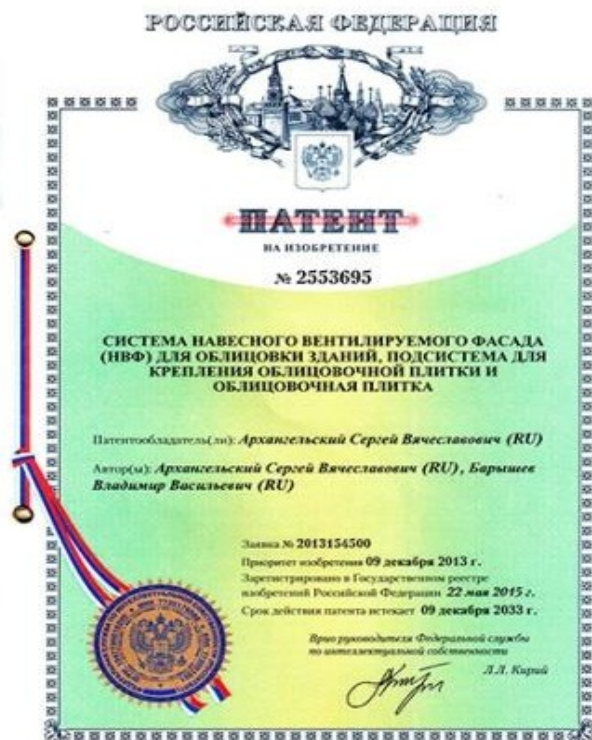 РОССИЙСКАЯ ФЕДЕРАЦИЯ
ПАТЕНТ
НА ИЗОБРЕТЕНИЕ
№ 2553695
СИСТЕМА НАВЕСНОГО ВЕНТИЛИРУЕМОГО ФАСАДА
(НВФ) ДЛЯ ОБЛИЦОВКИ ЗДАНИЙ, ПОДСИСТЕМА ДЛЯ
КРЕПЛЕНИЯ ОБЛИЦОВОЧНОЙ ПЛИТКИ И
ОБЛИЦОВОЧНАЯ ПЛИТКА
Патентообладатель(ли): Архангельский Сергей Вячеславович (RU)
Автор(ы): Архангельский Сергей Вячеславович (RU), Барышев
Владимир Васильевич (RU)
Заявка № 2013154500
Приоритет изобретения 09 декабря 2013 г.
Зарегистрировано в Государственном реестре
изобретений Российской Федерации 22 мая 2015 г.
Срок действия патента истекает 09 декабря 2033 г.
Врио руководителя Федеральной службы
по интеллектуальной собственности
Л.Л. Кирий